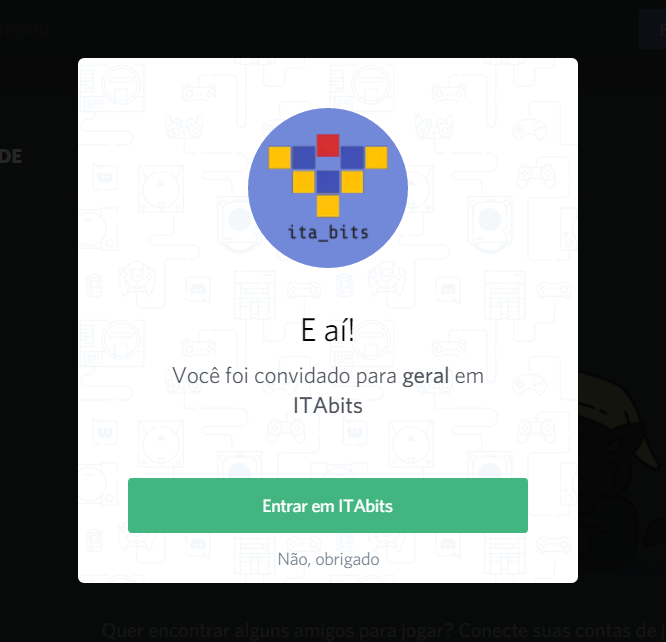 DE
ita_bits
E aí!
Você foi convidado para geral em
ITAbits
Entrar em ITAbits
Não, obrigado
Quer encontrar alguns amigos para jogar? Conecte suas contas de j